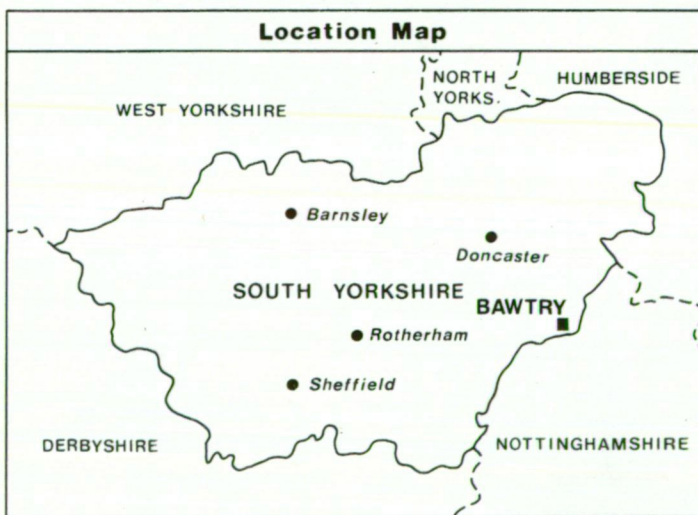 Location Map
NORTH
YORKS.
HUMBERSIDE
WEST YORKSHIRE
Barnsley
Doncaster
SOUTH YORKSHIRE
BAWTRY
Rotherham
Sheffield
DERBYSHIRE
NOTTINGHAMSHIRE